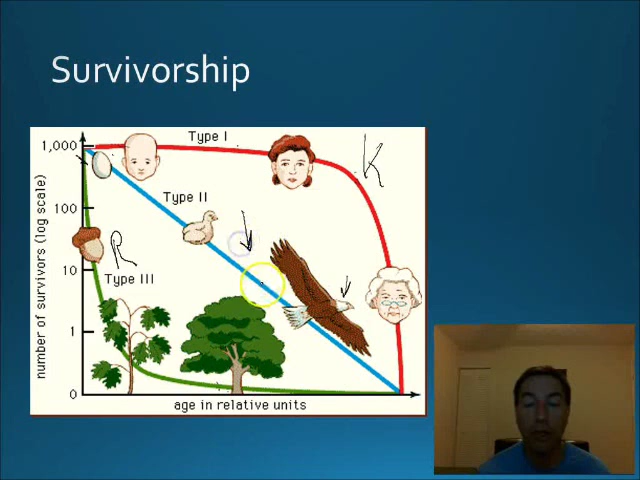 Survivorship
Type I
K
1,000
Type II
100
R
10
Type III
1
0
number of survivors (log scale)
age in relative units